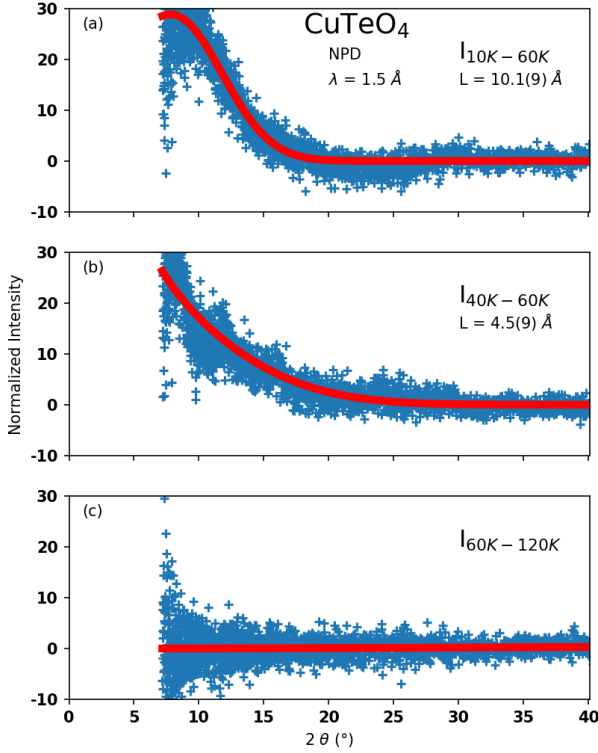 CuTeO4
(a)
NPD
λ = 1.5 Å
I10K−60K
L = 10.1(9) Å
30
20
10
0
-10
(b)
I40K−60K
L = 4.5(9) Å
30
20
10
0
-10
Normalized Intensity
(c)
I60K−120K
30
20
10
0
-10
0 5 10 15 20 25 30 35 40
2 θ (°)